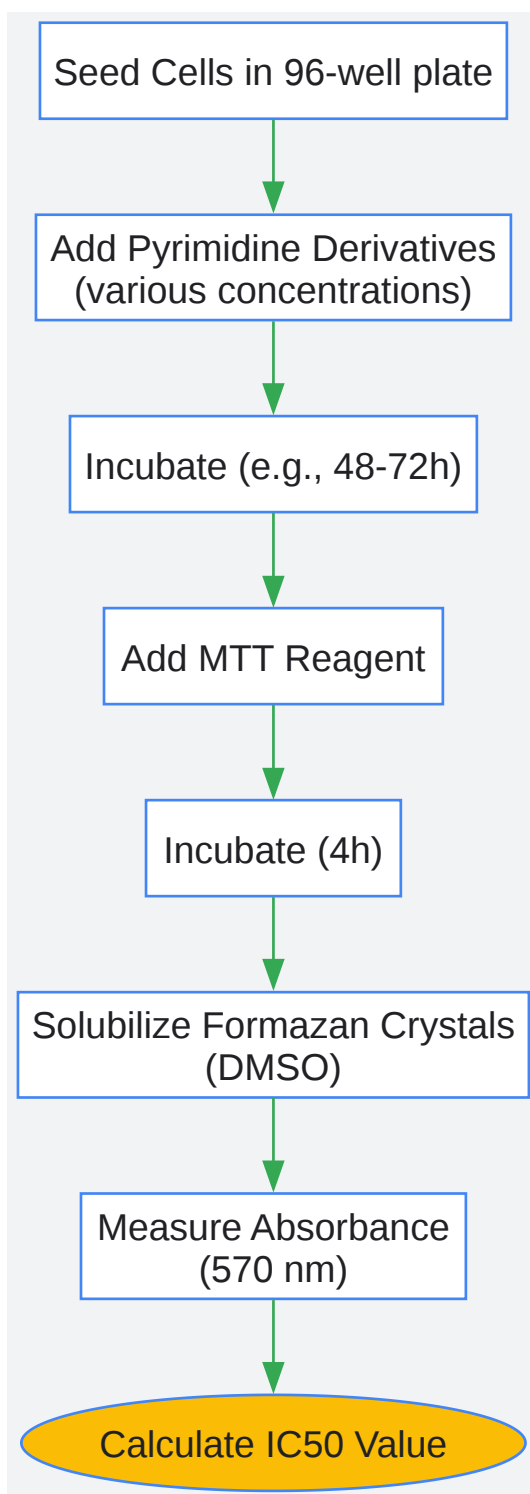 Seed Cells in 96-well plate
Add Pyrimidine Derivatives
(various concentrations)
Incubate (e.g., 48-72h)
Add MTT Reagent
Incubate (4h)
Solubilize Formazan Crystals
(DMSO)
Measure Absorbance
(570 nm)
Calculate IC50 Value